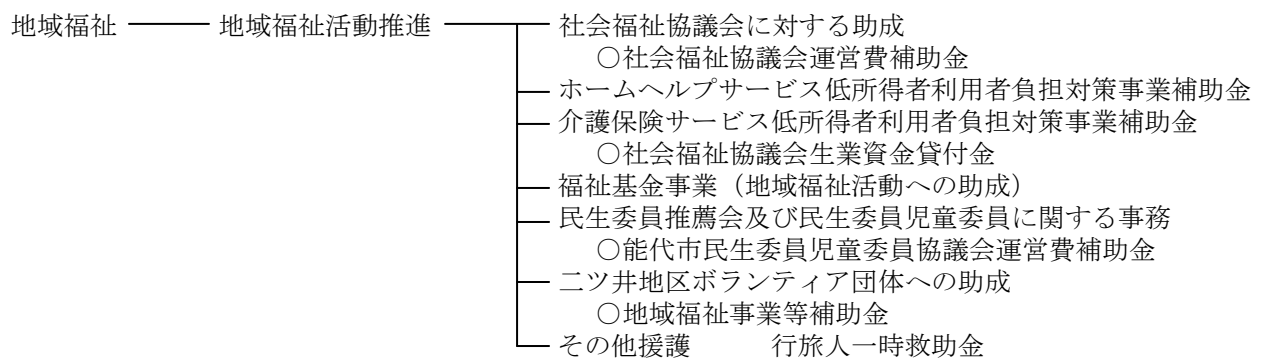 地域福祉 地域福祉活動推進 社会福祉協議会に対する助成
○社会福祉協議会運営費補助金
ホームヘルプサービス低所得者利用者負担対策事業補助金
介護保険サービス低所得者利用者負担対策事業補助金
○社会福祉協議会生業資金貸付金
福祉基金事業（地域福祉活動への助成）
民生委員推薦会及び民生委員児童委員に関する事務
○能代市民生委員児童委員協議会運営費補助金
二ツ井地区ボランティア団体への助成
○地域福祉事業等補助金
その他援護 行旅人一時救助金